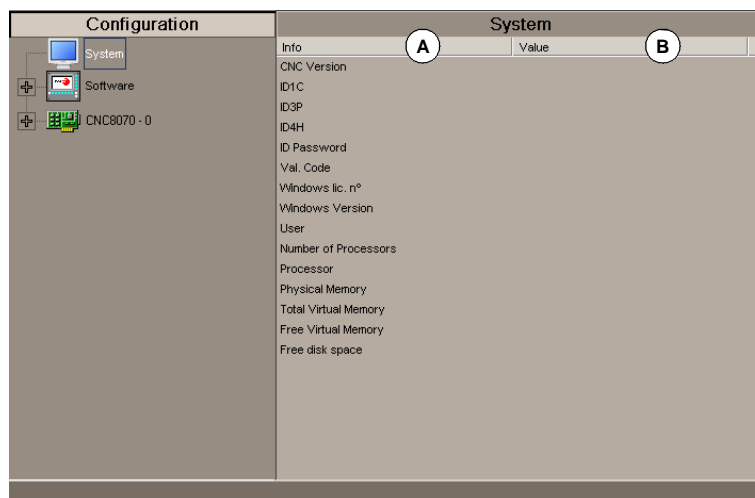 Configuration
System
Software
CNC8070 - 0
System
Info A Value B
CNC Version
ID1C
ID3P
ID4H
ID Password
Val. Code
Windows lic. nº
Windows Version
User
Number of Processors
Processor
Physical Memory
Total Virtual Memory
Free Virtual Memory
Free disk space